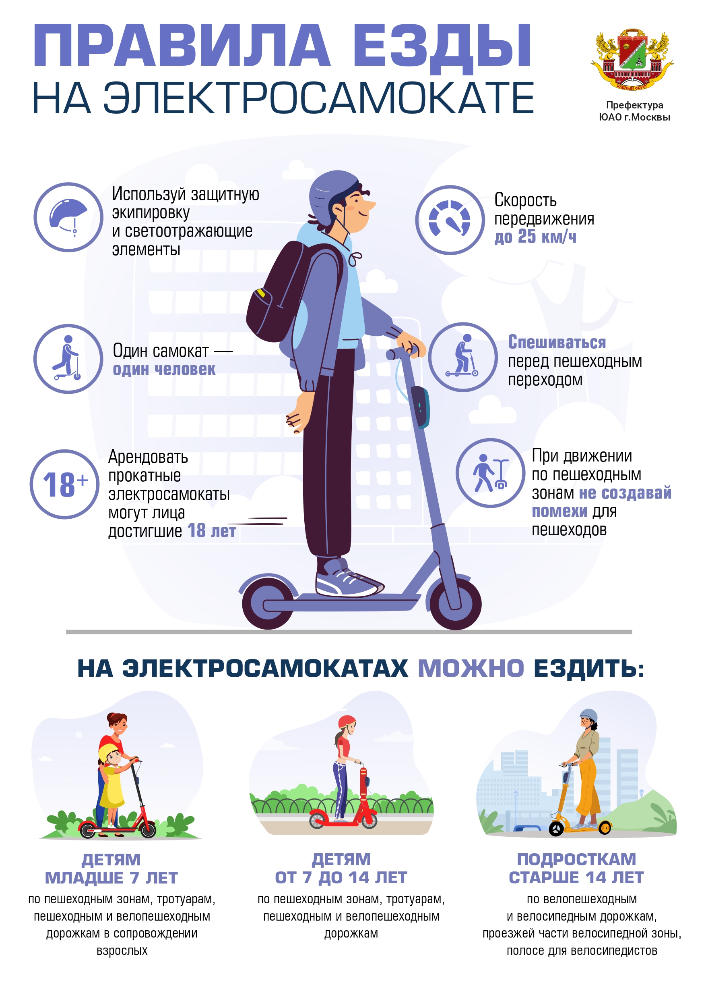 ПРАВИЛА ЕЗДЫ
НА ЭЛЕКТРОСАМОКАТЕ
МОСКВА
ЮЖНЫЙ ОКРУГ
Префектура
ЮАО г.Москвы
Используй защитную
экипировку
и светоотражающие
элементы
Скорость
передвижения
до 25 км/ч
Один самокат —
один человек
Спешиваться
перед пешеходным
переходом
18+
Арендовать
прокатные
электросамокаты
могут лица
достигшие 18 лет
При движении
по пешеходным
зонам не создавай
помехи для
пешеходов
НА ЭЛЕКТРОСАМОКАТАХ МОЖНО ЕЗДИТЬ:
ДЕТЯМ
МЛАДШЕ 7 ЛЕТ
по пешеходным зонам, тротуарам,
пешеходным и велопешеходным
дорожкам в сопровождении
взрослых
ДЕТЯМ
ОТ 7 ДО 14 ЛЕТ
по пешеходным зонам, тротуарам,
пешеходным и велопешеходным
дорожкам
ПОДРОСТКАМ
СТАРШЕ 14 ЛЕТ
по велопешеходным
и велосипедным дорожкам,
проезжей части велосипедной зоны,
полосе для велосипедистов